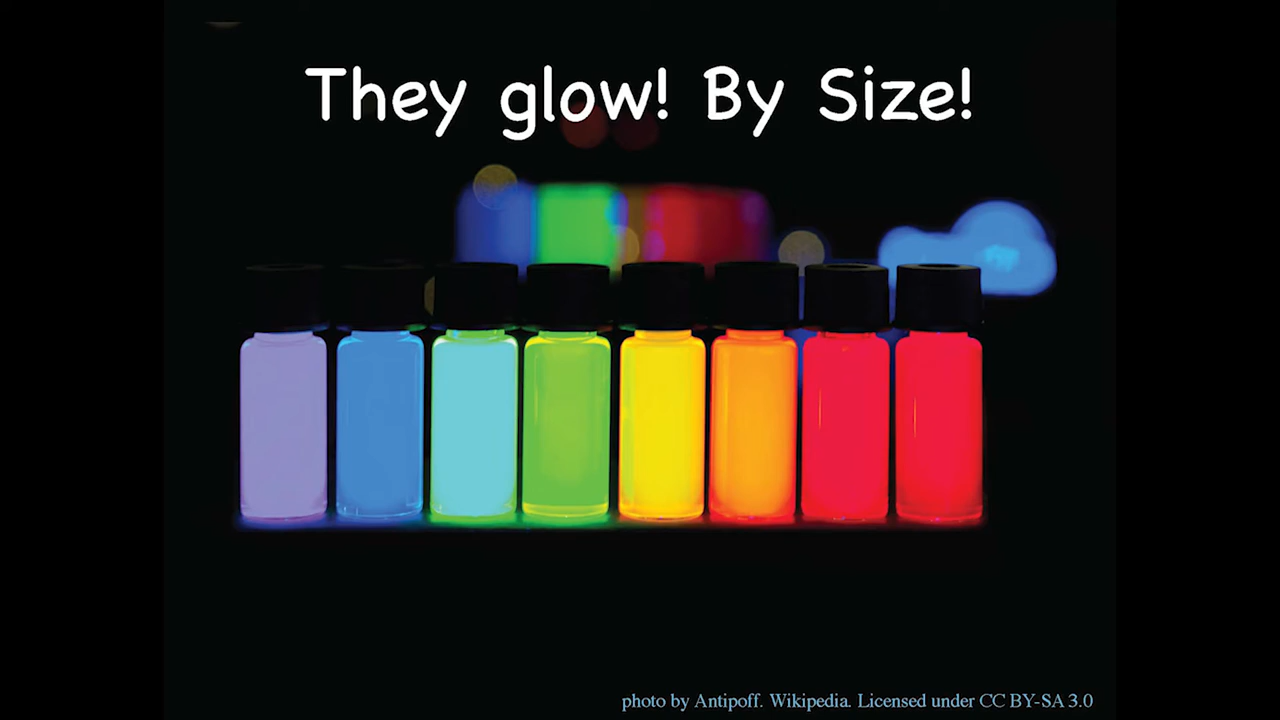 They glow! By Size!
photo by Antipoff. Wikipedia. Licensed under CC BY-SA 3.0